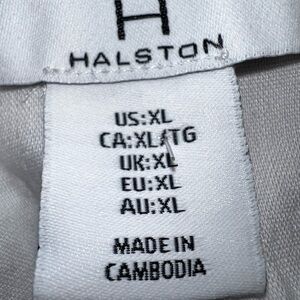 H
HALSTON
US:XL
CA:XL/TG
UK:XL
EU:XL
AU:XL
MADE IN
CAMBODIA